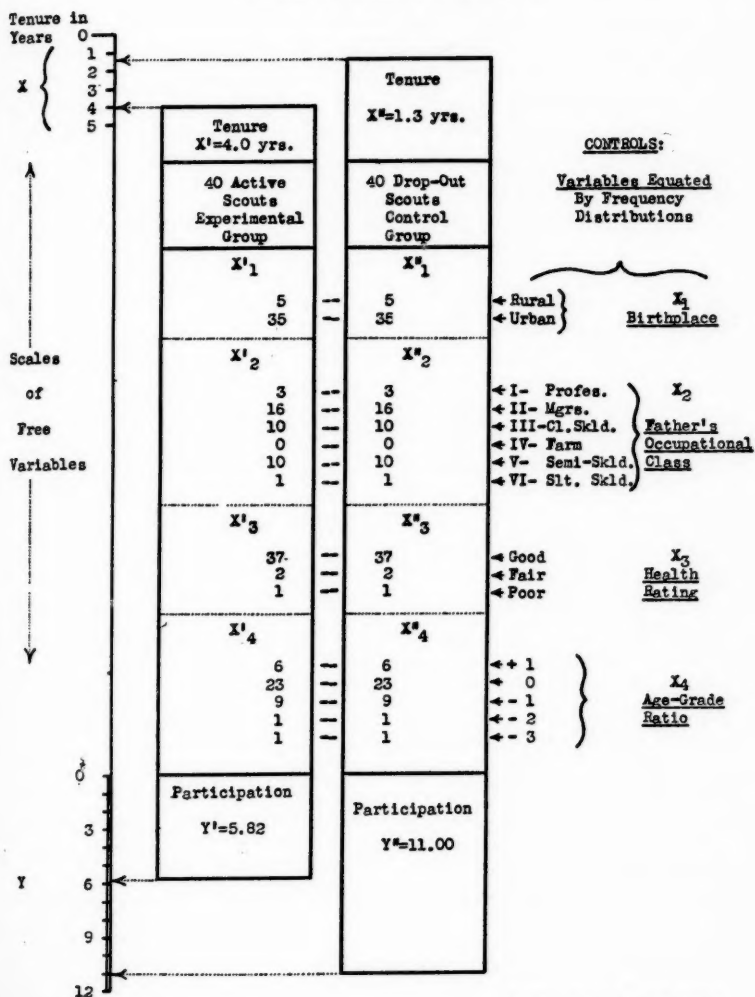 Tenure in
Years
0
1
2
3
4
5
X
Tenure
X'=4.0 yrs.
Tenure
X"=1.3 yrs.
40 Active
Scouts
Experimental
Group
40 Drop-Out
Scouts
Control
Group
CONTROLS:
Variables Equated
By Frequency
Distributions
Scales
of
Free
Variables
X'1 X"1
5 — 5 Rural X1
35 — 35 Urban Birthplace
X'2 X"2
3 — 3 I- Profes. X2
16 — 16 II- Mgrs.
10 — 10 III-Cl.Skld. Father's
0 — 0 IV- Farm Occupational
10 — 10 V- Semi-Skld. Class
1 — 1 VI- Slt. Skld.
X'3 X"3
37 — 37 Good X3
2 — 2 Fair Health
1 — 1 Poor Rating
X'4 X"4
6 — 6 + 1
23 — 23 0 X4
9 — 9 - 1 Age-Grade
1 — 1 - 2 Ratio
1 — 1 - 3
0
3
6
9
12
Y
Participation
Y'=5.82
Participation
Y"=11.00